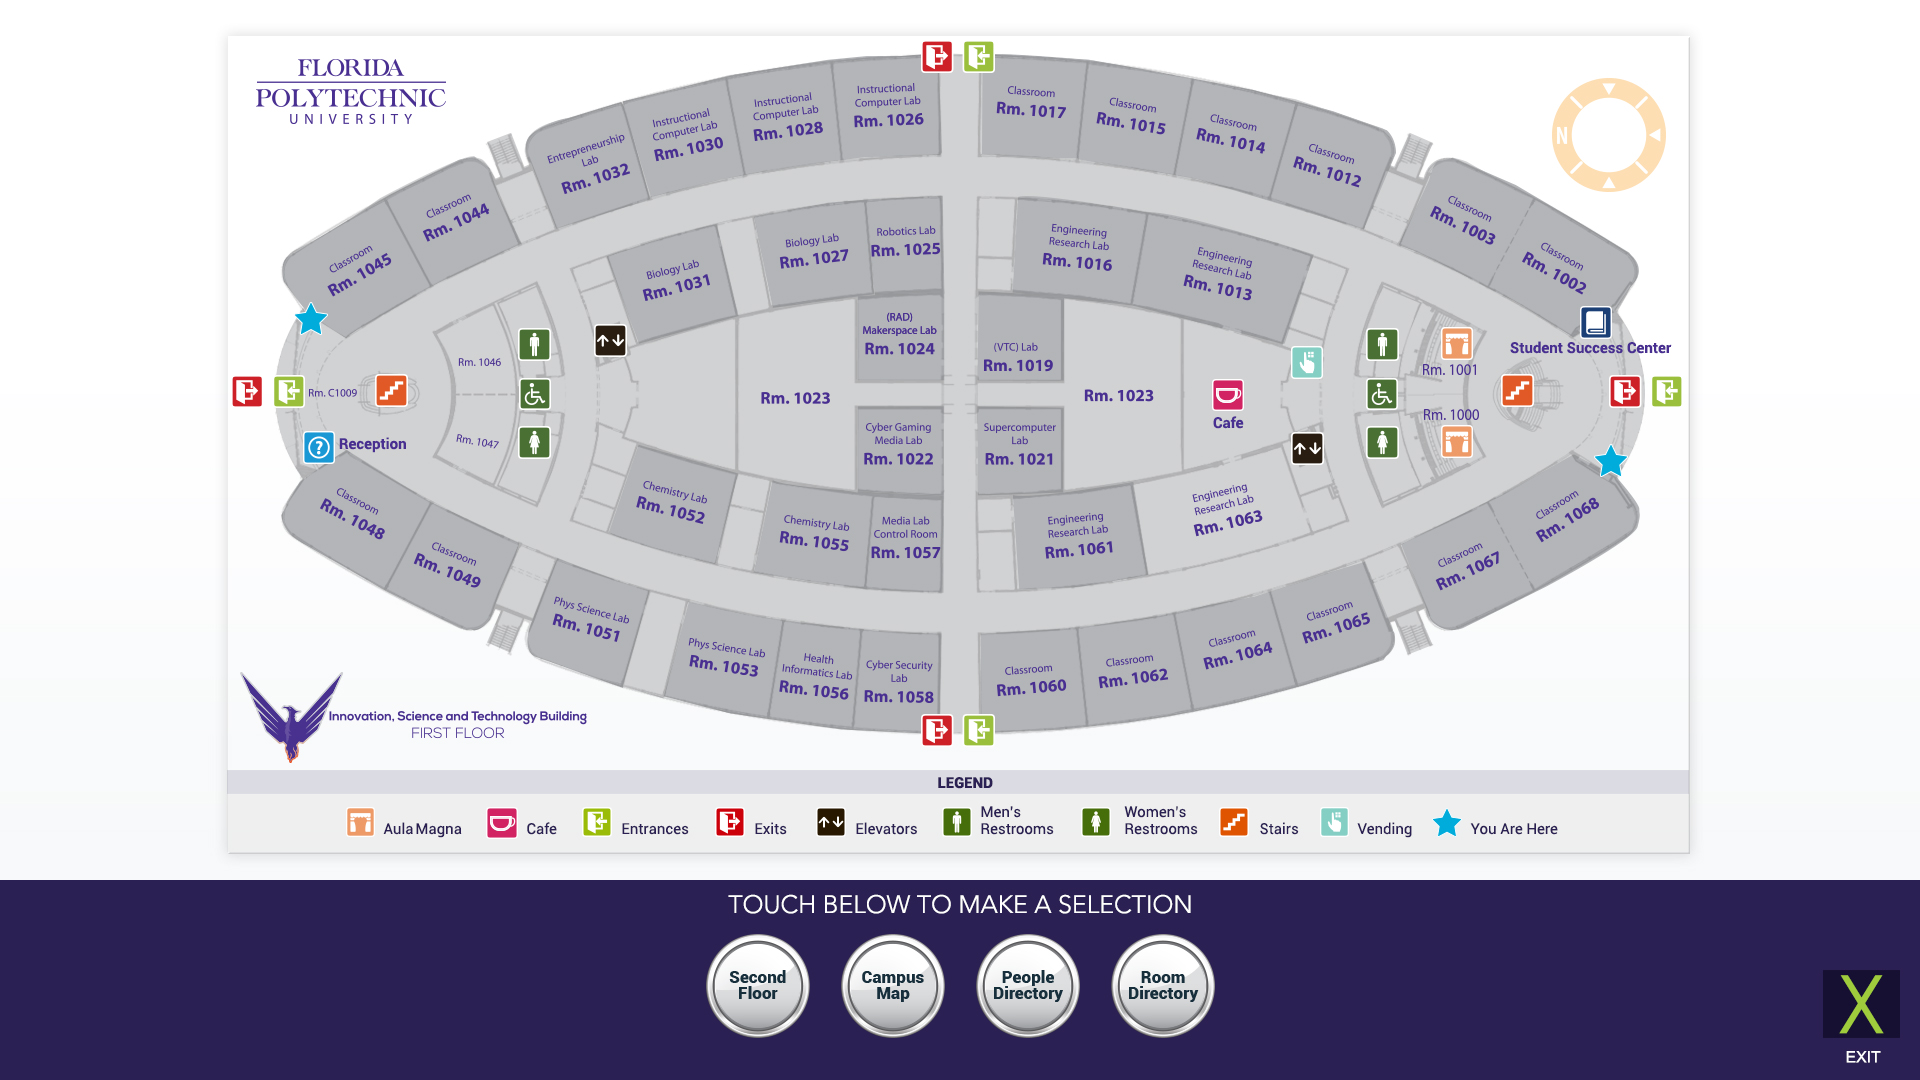 FLORIDA
POLYTECHNIC
UNIVERSITY
Instructional
Computer Lab
Rm. 1026
Instructional
Computer Lab
Rm. 1028
Instructional
Computer Lab
Rm. 1030
Entrepreneurship
Lab
Rm. 1032
Classroom
Rm. 1044
Classroom
Rm. 1045
Classroom
Rm. 1017
Classroom
Rm. 1015
Classroom
Rm. 1014
Classroom
Rm. 1012
Classroom
Rm. 1003
Classroom
Rm. 1002
N
Biology Lab
Rm. 1031
Biology Lab
Rm. 1027
Robotics Lab
Rm. 1025
Engineering
Research Lab
Rm. 1016
Engineering
Research Lab
Rm. 1013
(RAD)
Makerspace Lab
Rm. 1024
(VTC) Lab
Rm. 1019
Student Success Center
Rm. 1046
Rm. C1009
Rm. 1047
Reception
Rm. 1023
Rm. 1023
Cafe
Rm. 1001
Rm. 1000
Cyber Gaming
Media Lab
Rm. 1022
Supercomputer
Lab
Rm. 1021
Chemistry Lab
Rm. 1052
Chemistry Lab
Rm. 1055
Media Lab
Control Room
Rm. 1057
Engineering
Research Lab
Rm. 1061
Engineering
Research Lab
Rm. 1063
Classroom
Rm. 1048
Classroom
Rm. 1049
Phys Science Lab
Rm. 1051
Phys Science Lab
Rm. 1053
Health
Informatics Lab
Rm. 1056
Cyber Security
Lab
Rm. 1058
Classroom
Rm. 1060
Classroom
Rm. 1062
Classroom
Rm. 1064
Classroom
Rm. 1065
Classroom
Rm. 1067
Classroom
Rm. 1068
Innovation, Science and Technology Building
FIRST FLOOR
LEGEND
Aula Magna
Cafe
Entrances
Exits
Elevators
Men's
Restrooms
Women's
Restrooms
Stairs
Vending
You Are Here
TOUCH BELOW TO MAKE A SELECTION
Second
Floor
Campus
Map
People
Directory
Room
Directory
X
EXIT